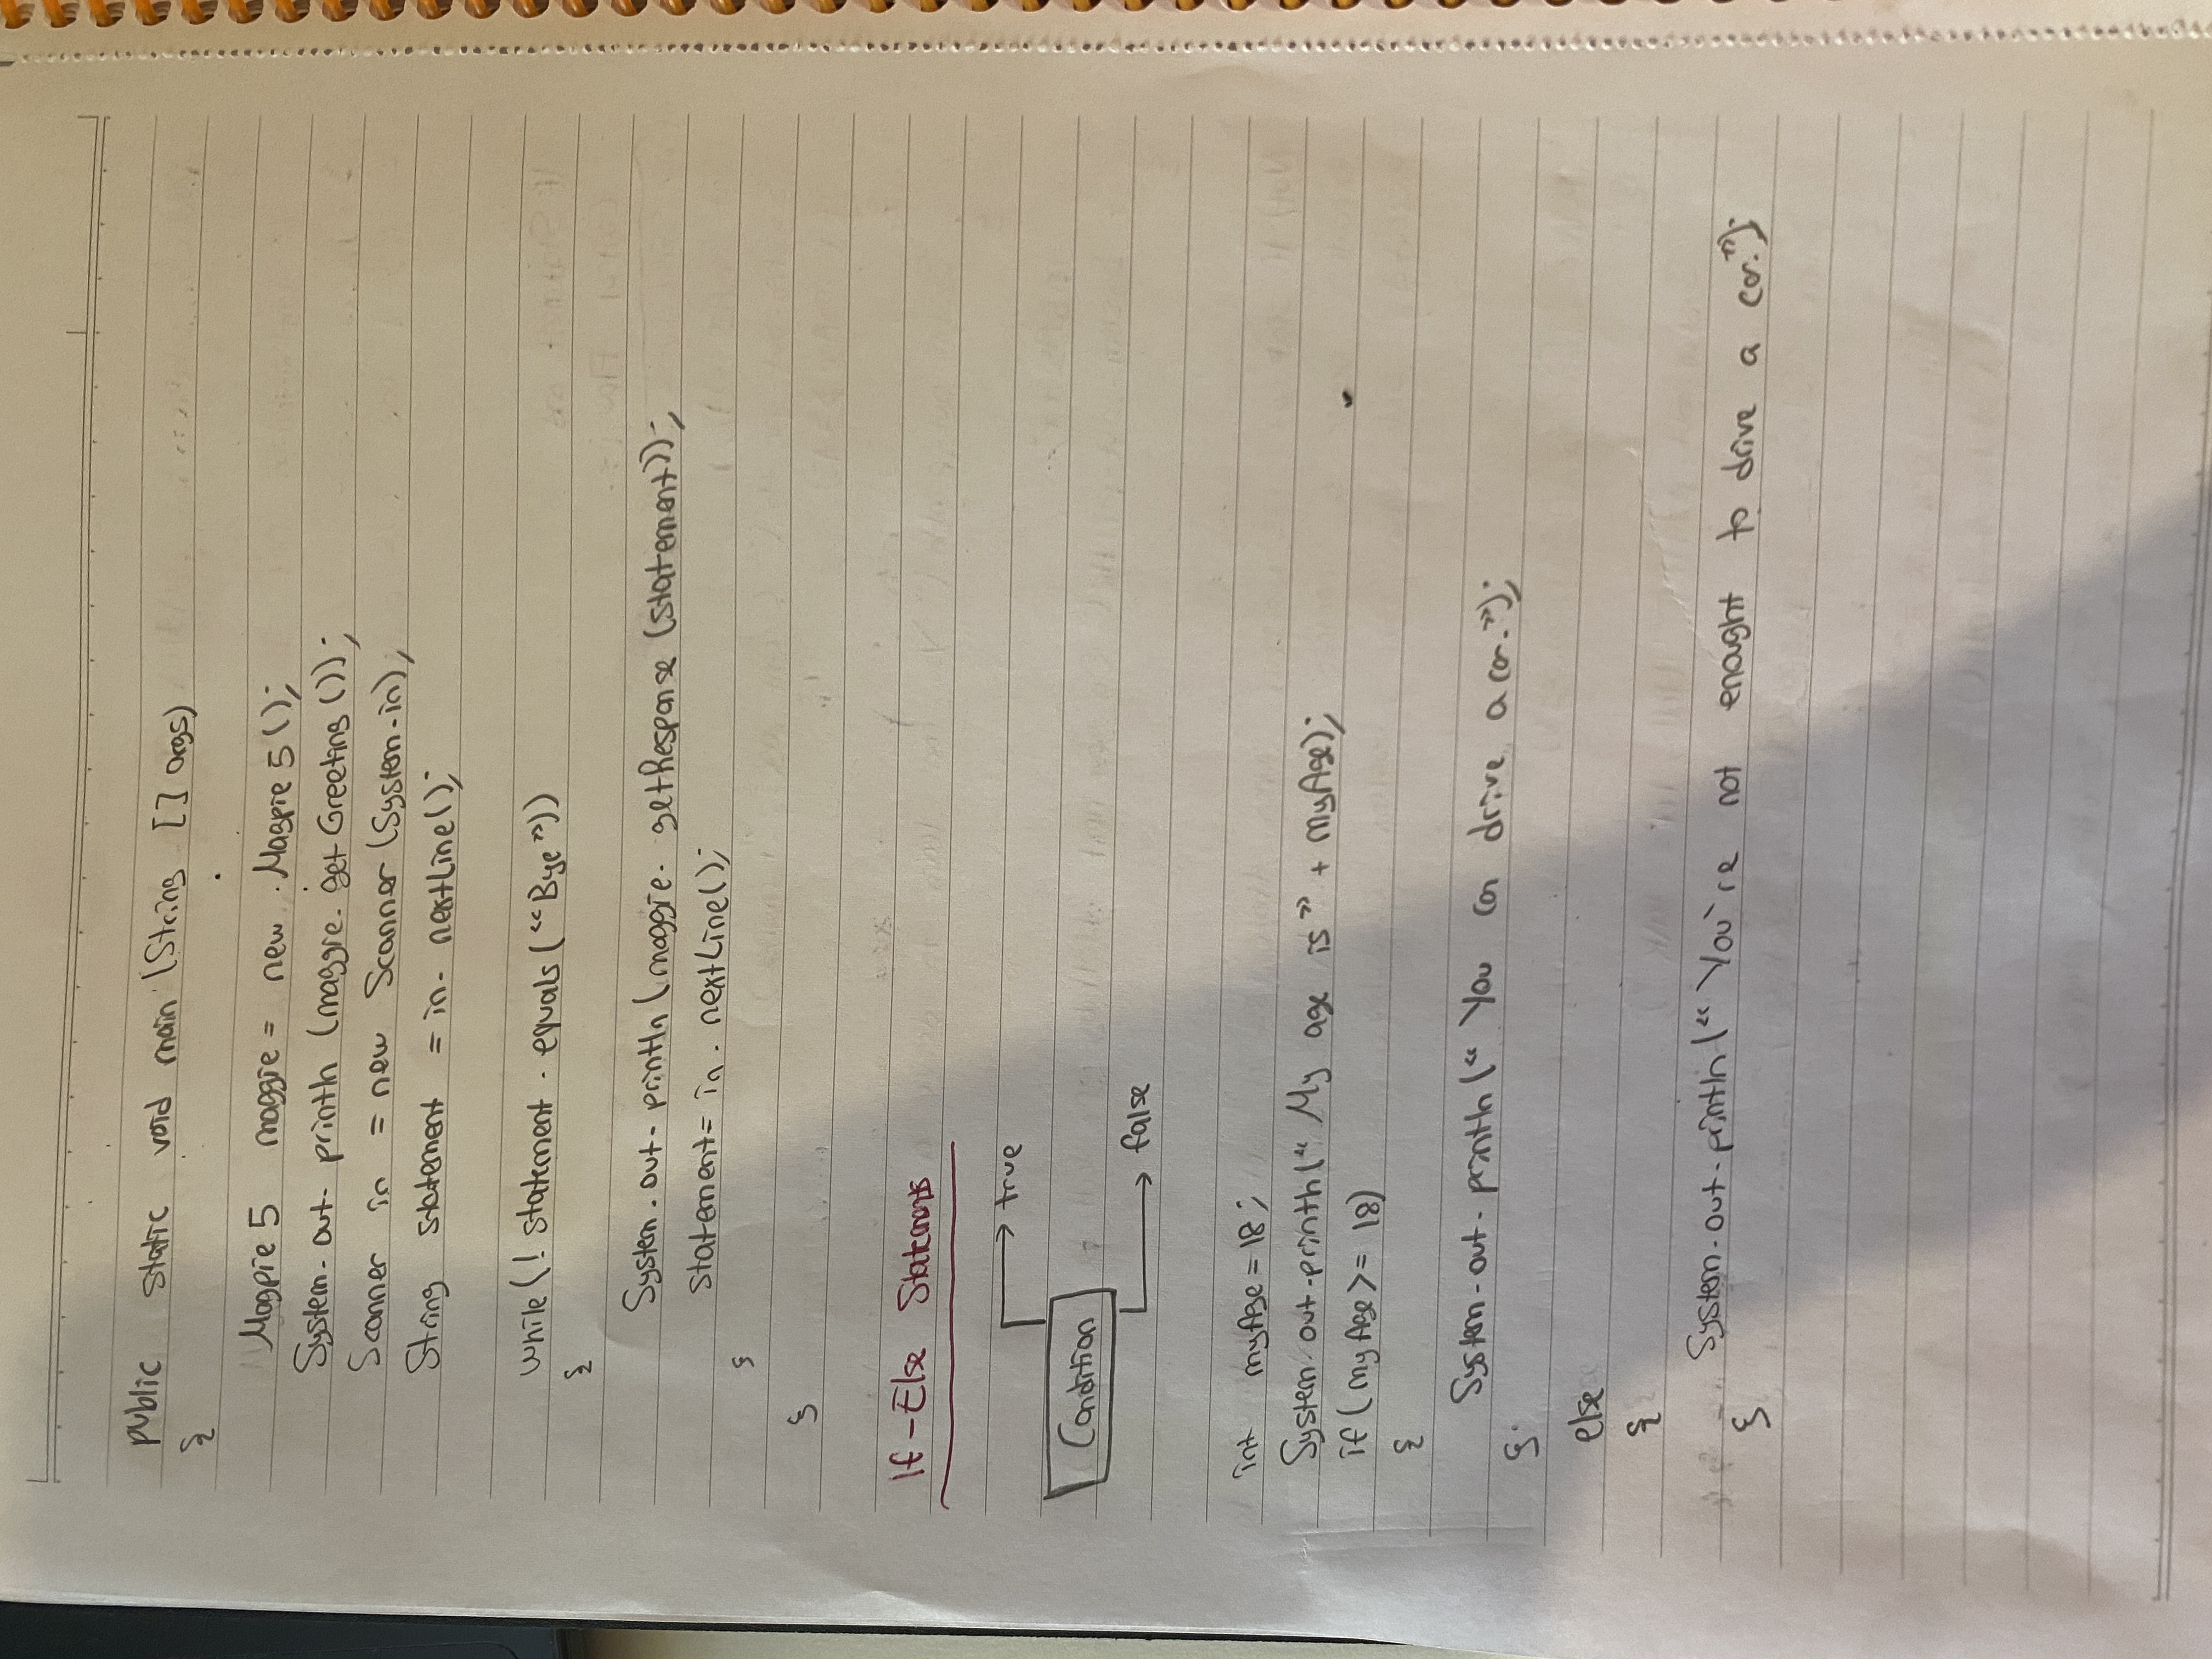 public static void main (String [] args)
{
Magpie 5 maggie = new Magpie 5 ();
System.out.println (maggie.getGreeting ());
Scanner in = new Scanner (System.in);
String statement = in.nextLine();
while (! statement.equals ("Bye"))
{
System.out.println (maggie.getResponse (statement));
statement = in.nextLine();
}
}
If-Else Statements
true
Condition
false
int myAge = 18;
System.out.println (" My age is " + myAge);
if (myAge >= 18)
{
System.out.println (" You can drive a car.");
}
else
{
System.out.println (" You're not enought to drive a car.");
}